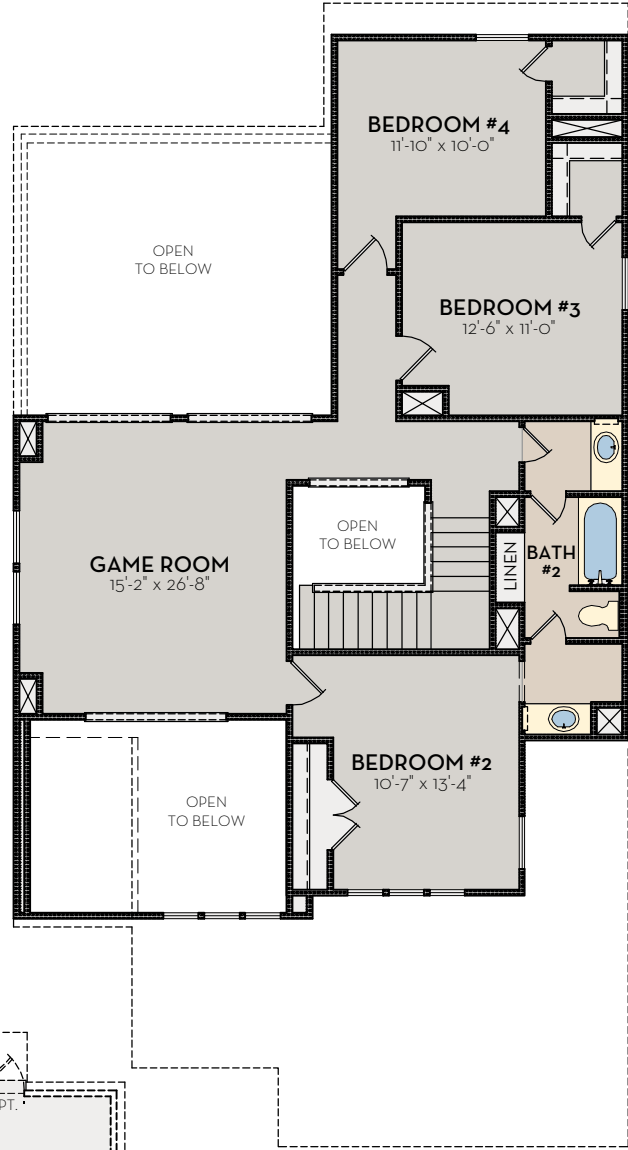 BEDROOM #4
11'-10" x 10'-0"
OPEN
TO BELOW
BEDROOM #3
12'-6" x 11'-0"
GAME ROOM
15'-2" x 26'-8"
OPEN
TO BELOW
LINEN
BATH
#2
BEDROOM #2
10'-7" x 13'-4"
OPEN
TO BELOW
PT.